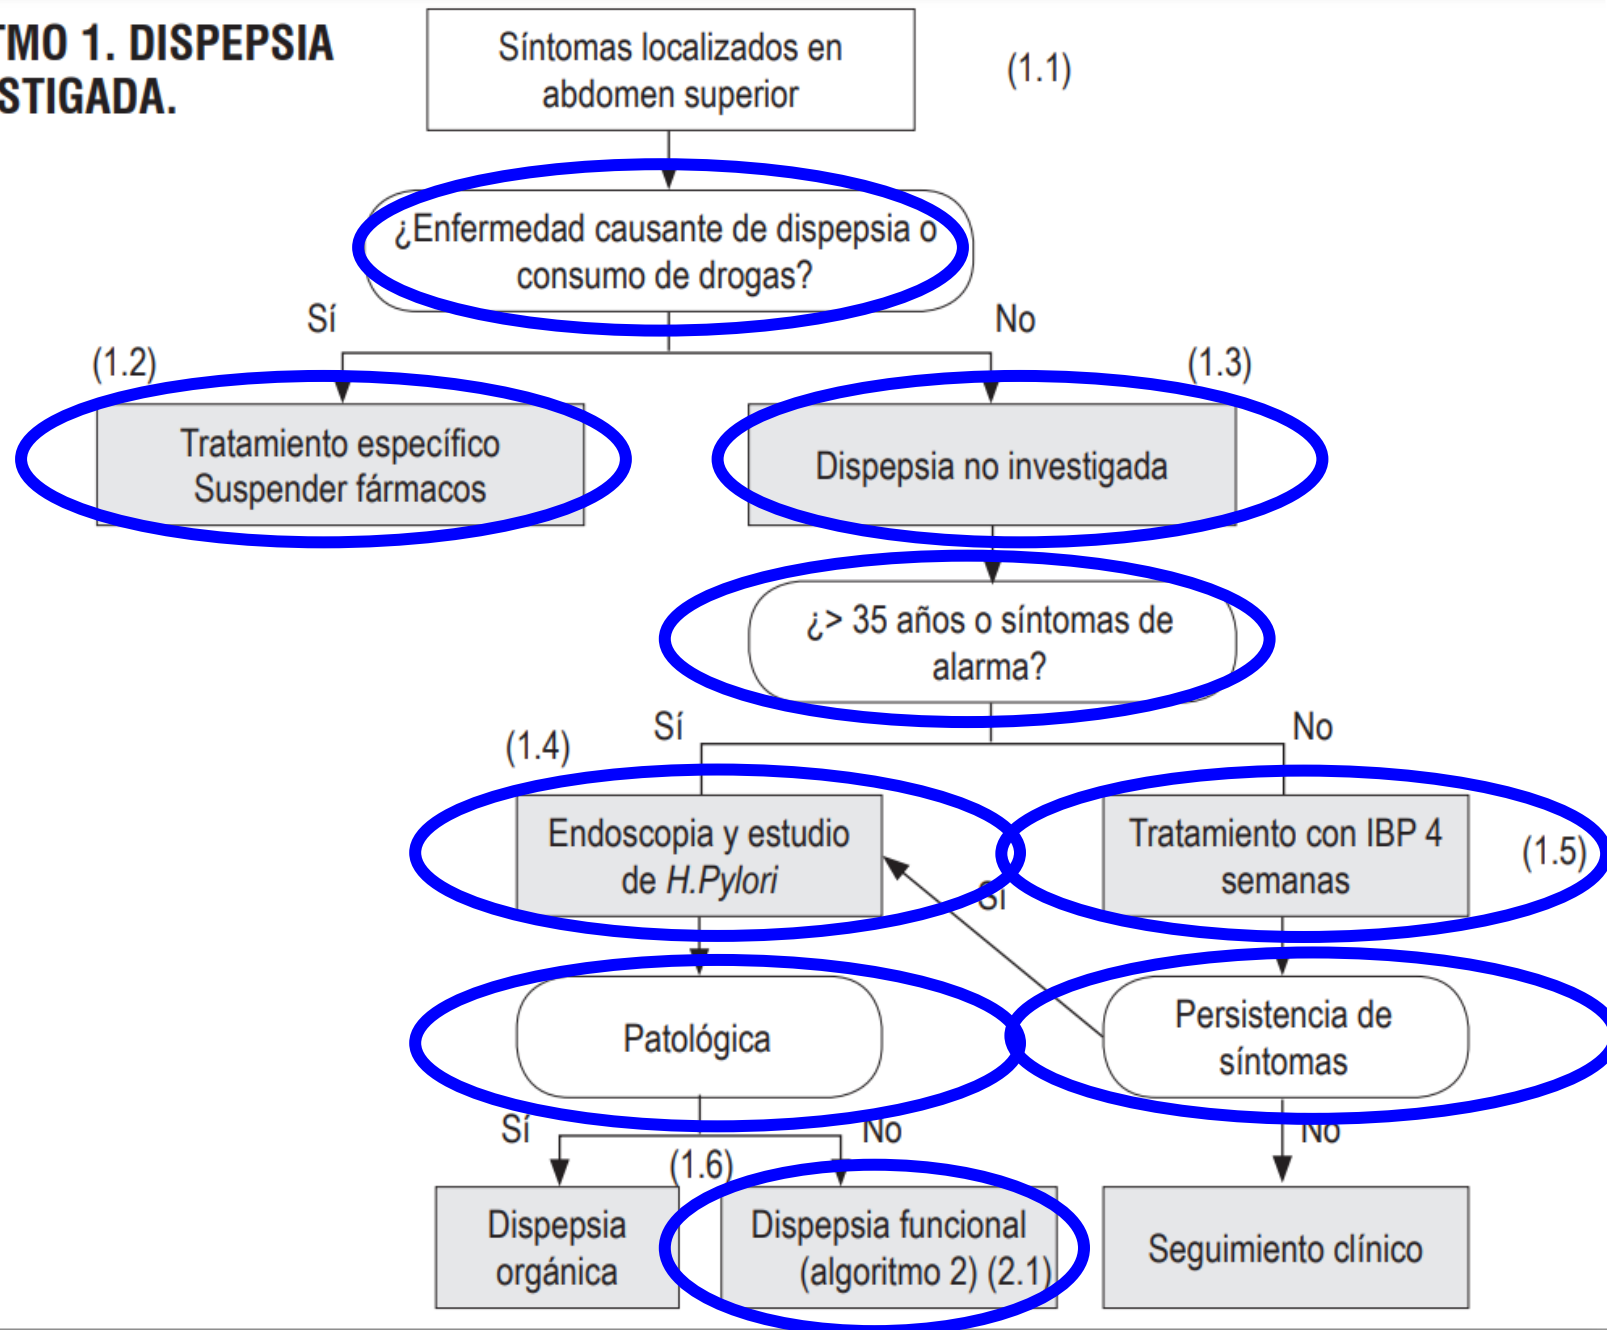 TMO 1. DISPEPSIA
STIGADA.
Síntomas localizados en
abdomen superior
(1.1)
¿Enfermedad causante de dispepsia o
consumo de drogas?
Sí
No
(1.2)
(1.3)
Tratamiento específico
Suspender fármacos
Dispepsia no investigada
¿> 35 años o síntomas de
alarma?
Sí
No
(1.4)
Endoscopia y estudio
de H.Pylori
Tratamiento con IBP 4
semanas
(1.5)
Sí
Patológica
Persistencia de
síntomas
Sí
No
No
(1.6)
Dispepsia
orgánica
Dispepsia funcional
(algoritmo 2) (2.1)
Seguimiento clínico